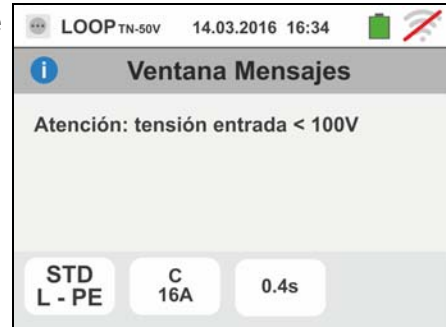 LOOP TN-50V 14.03.2016 16:34
Ventana Mensajes
Atención: tensión entrada < 100V
STD
L - PE
C
16A
0.4s